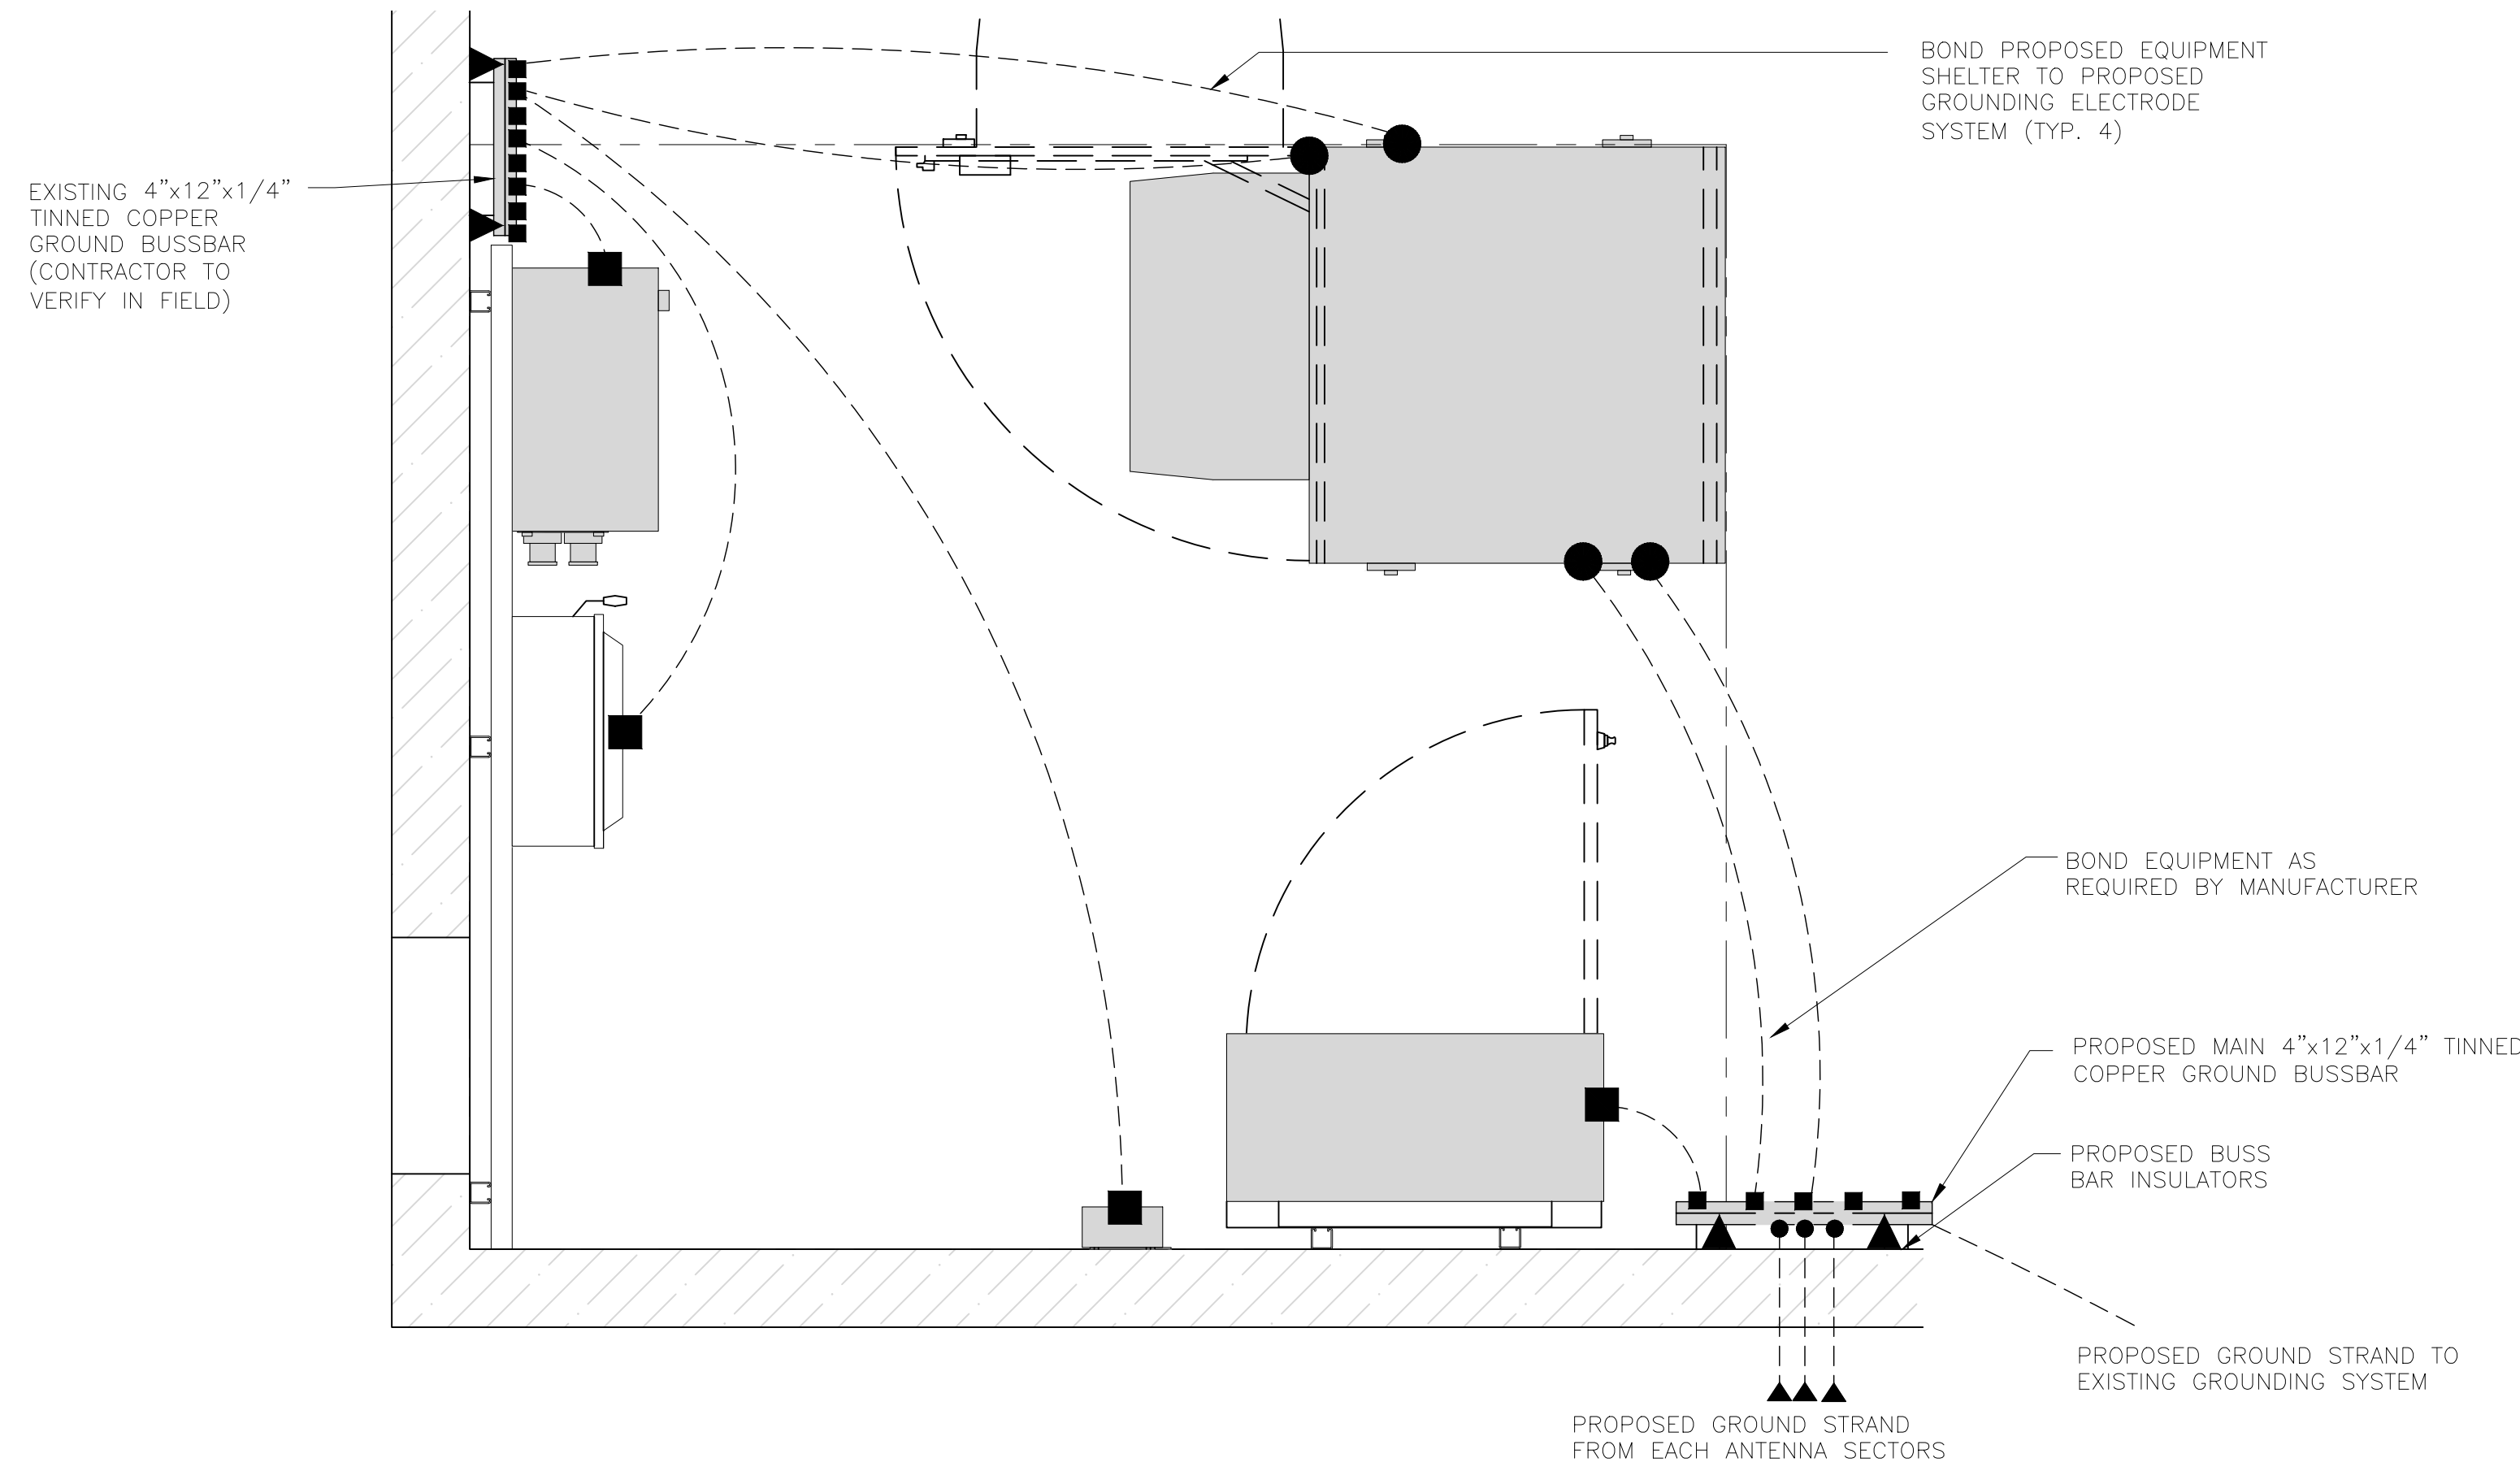 BOND PROPOSED EQUIPMENT
SHELTER TO PROPOSED
GROUNDING ELECTRODE
SYSTEM (TYP. 4)
EXISTING 4"x12"x1/4"
TINNED COPPER
GROUND BUSSBAR
(CONTRACTOR TO
VERIFY IN FIELD)
BOND EQUIPMENT AS
REQUIRED BY MANUFACTURER
PROPOSED MAIN 4"x12"x1/4" TINNED
COPPER GROUND BUSSBAR
PROPOSED BUSS
BAR INSULATORS
PROPOSED GROUND STRAND TO
EXISTING GROUNDING SYSTEM
PROPOSED GROUND STRAND
FROM EACH ANTENNA SECTORS